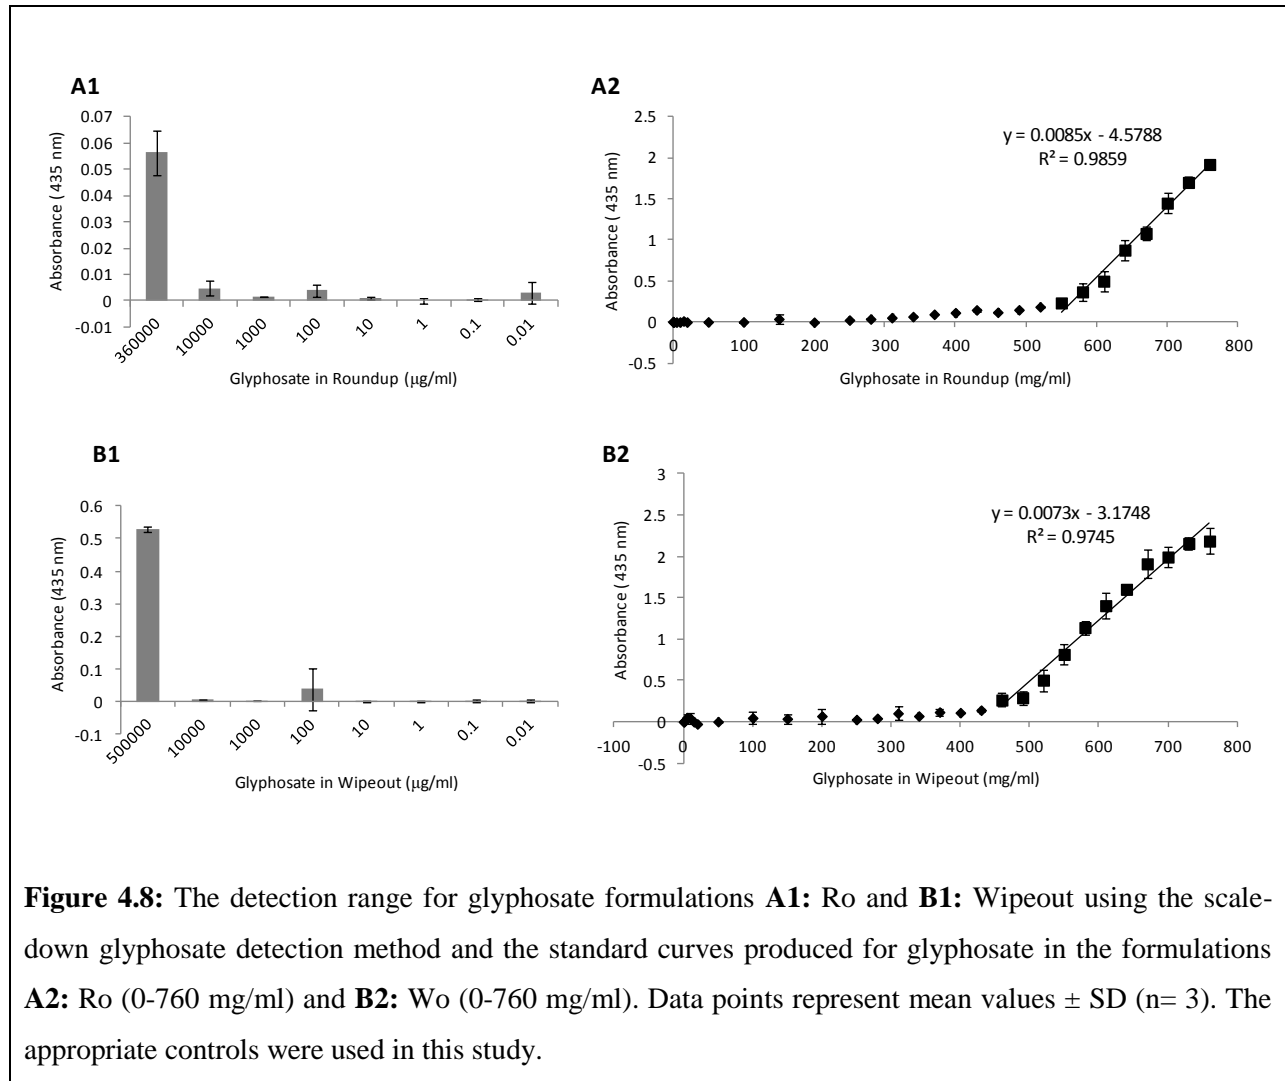 A1
0.07
0.06
0.05
0.04
0.03
0.02
0.01
0
-0.01
Absorbance ( 435 nm)
360000
10000
1000
100
10
1
0.1
0.01
Glyphosate in Roundup (µg/ml)
A2
2.5
2
1.5
1
0.5
0
-0.5
Absorbance ( 435 nm)
y = 0.0085x - 4.5788
R² = 0.9859
0 100 200 300 400 500 600 700 800
Glyphosate in Roundup (mg/ml)
B1
0.6
0.5
0.4
0.3
0.2
0.1
0
-0.1
Absorbance ( 435 nm)
500000
10000
1000
100
10
1
0.1
0.01
Glyphosate in Wipeout (µg/ml)
B2
3
2.5
2
1.5
1
0.5
0
-0.5
Absorbance ( 435 nm)
y = 0.0073x - 3.1748
R² = 0.9745
-100 0 100 200 300 400 500 600 700 800
Glyphosate in Wipeout (mg/ml)
Figure 4.8: The detection range for glyphosate formulations A1: Ro and B1: Wipeout using the scale-
down glyphosate detection method and the standard curves produced for glyphosate in the formulations
A2: Ro (0-760 mg/ml) and B2: Wo (0-760 mg/ml). Data points represent mean values ± SD (n= 3). The
appropriate controls were used in this study.